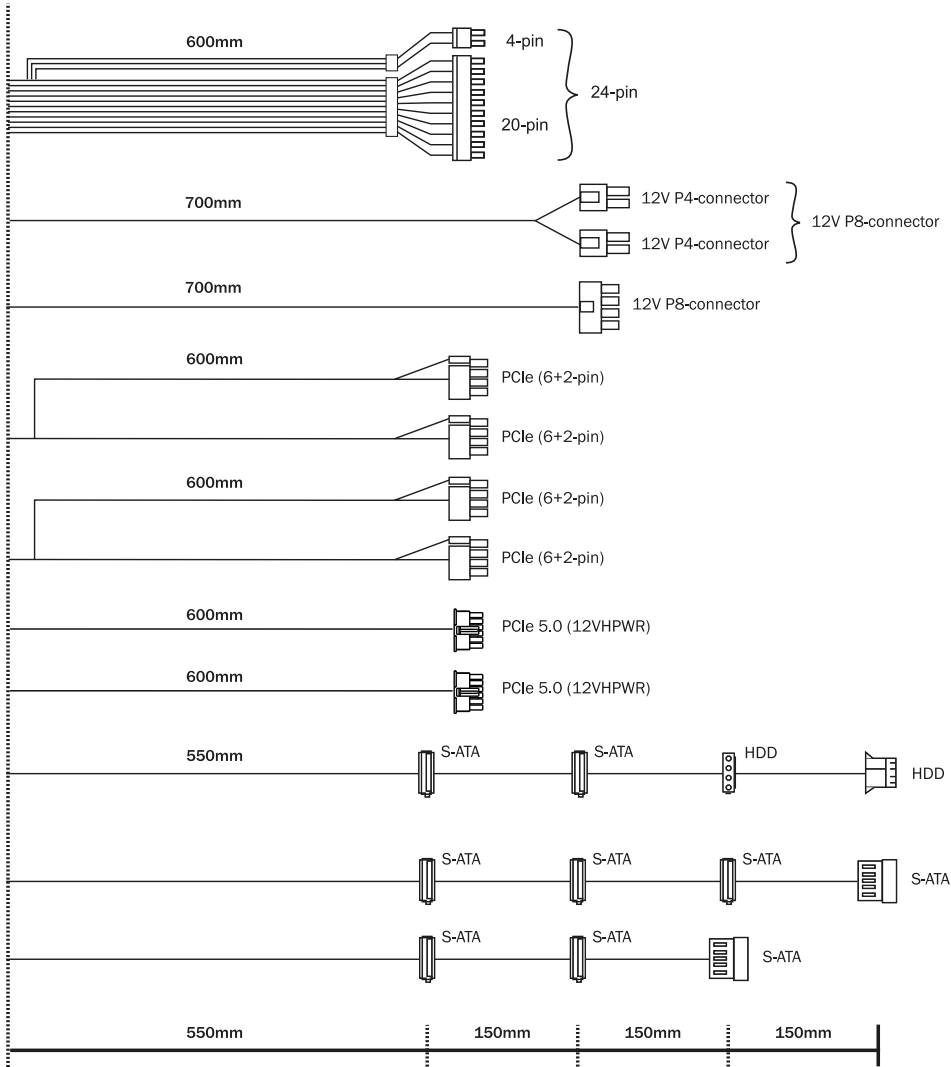 600mm
4-pin
24-pin
20-pin
700mm
12V P4-connector
12V P8-connector
12V P4-connector
700mm
12V P8-connector
600mm
PCIe (6+2-pin)
PCIe (6+2-pin)
600mm
PCIe (6+2-pin)
PCIe (6+2-pin)
600mm
PCIe 5.0 (12VHPWR)
600mm
PCIe 5.0 (12VHPWR)
550mm
S-ATA
S-ATA
HDD
HDD
S-ATA
S-ATA
S-ATA
S-ATA
S-ATA
S-ATA
S-ATA
550mm
150mm
150mm
150mm